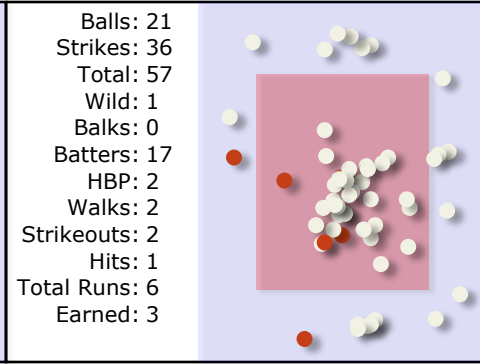 Balls: 21
Strikes: 36
Total: 57
Wild: 1
Balks: 0
Batters: 17
HBP: 2
Walks: 2
Strikeouts: 2
Hits: 1
Total Runs: 6
Earned: 3